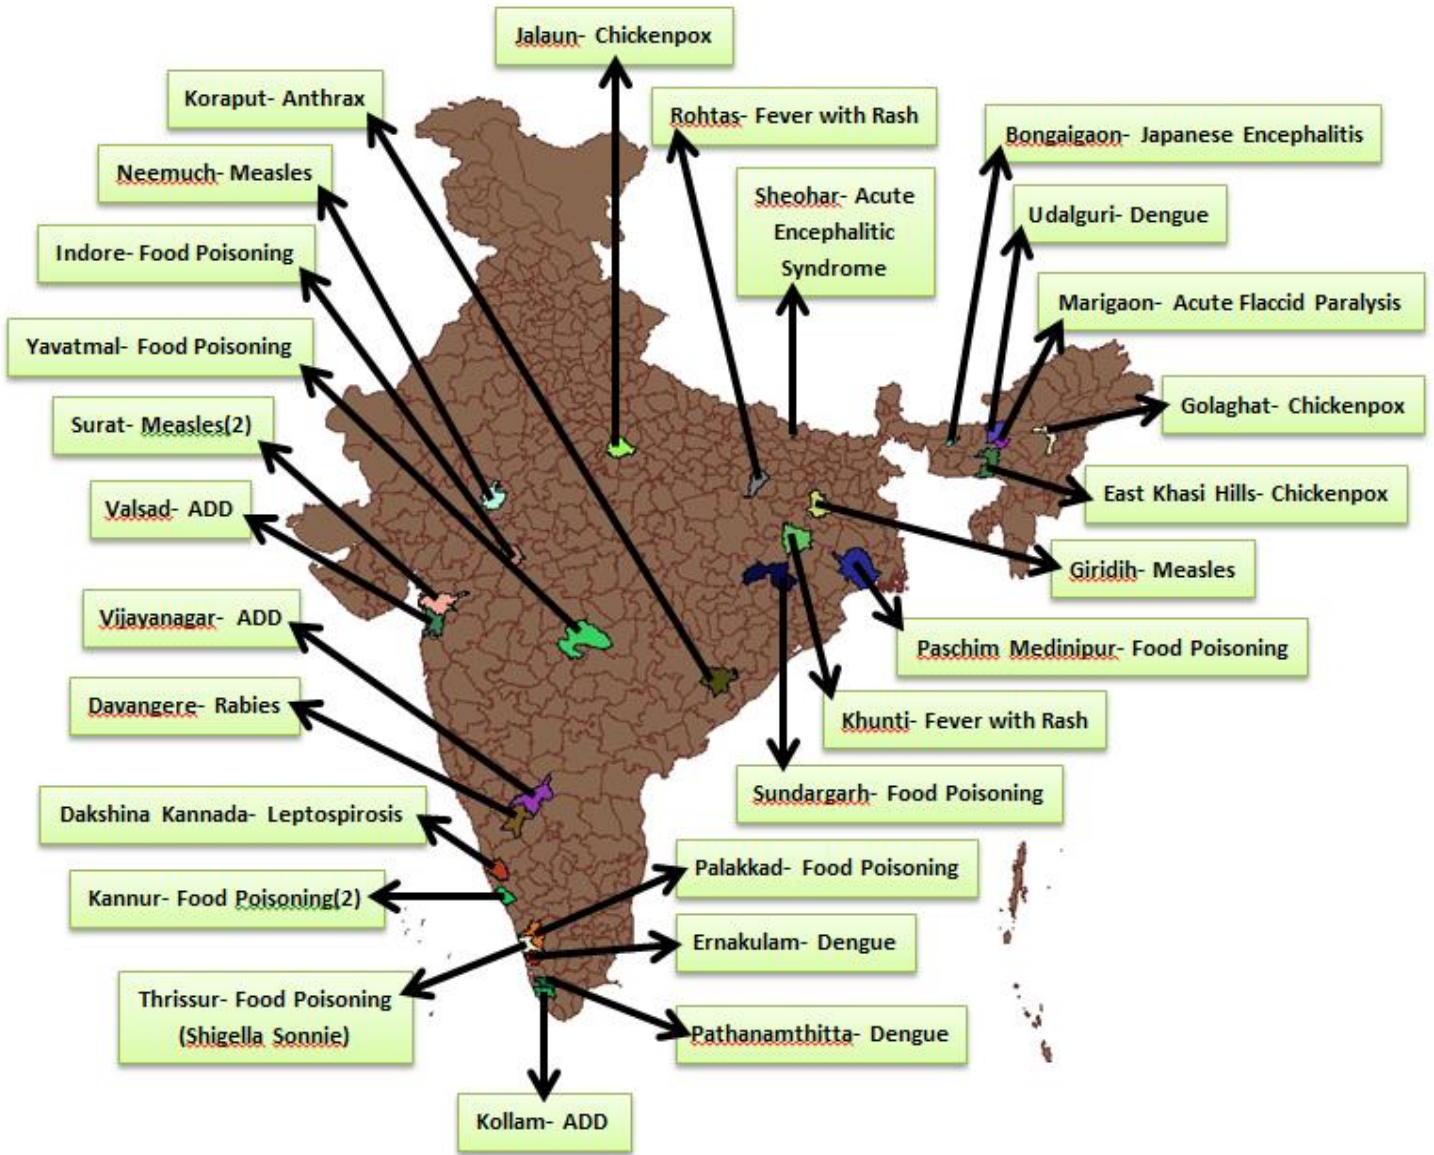 Jalaun- Chickenpox
Koraput- Anthrax
Rohtas- Fever with Rash
Bongaigaon- Japanese Encephalitis
Neemuch- Measles
Sheohar- Acute
Encephalitic
Syndrome
Udalguri- Dengue
Indore- Food Poisoning
Marigaon- Acute Flaccid Paralysis
Yavatmal- Food Poisoning
Golaghat- Chickenpox
Surat- Measles(2)
East Khasi Hills- Chickenpox
Valsad- ADD
Giridih- Measles
Vijayanagar- ADD
Paschim Medinipur- Food Poisoning
Davangere- Rabies
Khunti- Fever with Rash
Sundargarh- Food Poisoning
Dakshina Kannada- Leptospirosis
Palakkad- Food Poisoning
Kannur- Food Poisoning(2)
Ernakulam- Dengue
Thrissur- Food Poisoning
(Shigella Sonnie)
Pathanamthitta- Dengue
Kollam- ADD